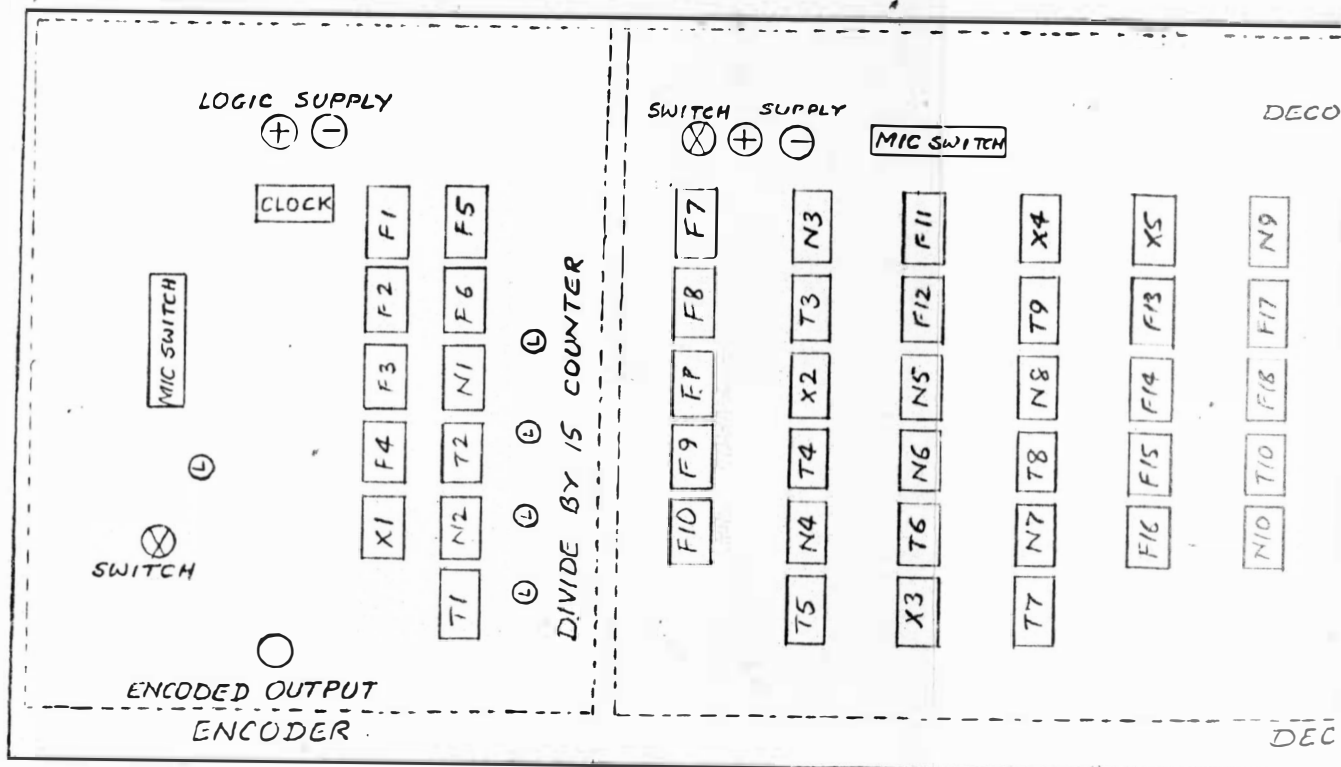 LOGIC SUPPLY
+ −
CLOCK
MIC SWITCH
L
SWITCH
ENCODED OUTPUT
F1
F2
F3
F4
X1
F5
F6
N1
T2
N2
T1
L
L
L
L
DIVIDE BY 15 COUNTER
ENCODER
SWITCH SUPPLY
+ −
MIC SWITCH
DECO
F7
F8
FP
F9
F10
N3
T3
X2
T4
N4
T5
F11
F12
N5
N6
T6
X3
X4
T9
N8
T8
N7
T7
X5
F13
F14
F15
F16
N9
F17
F18
T10
N10
DEC